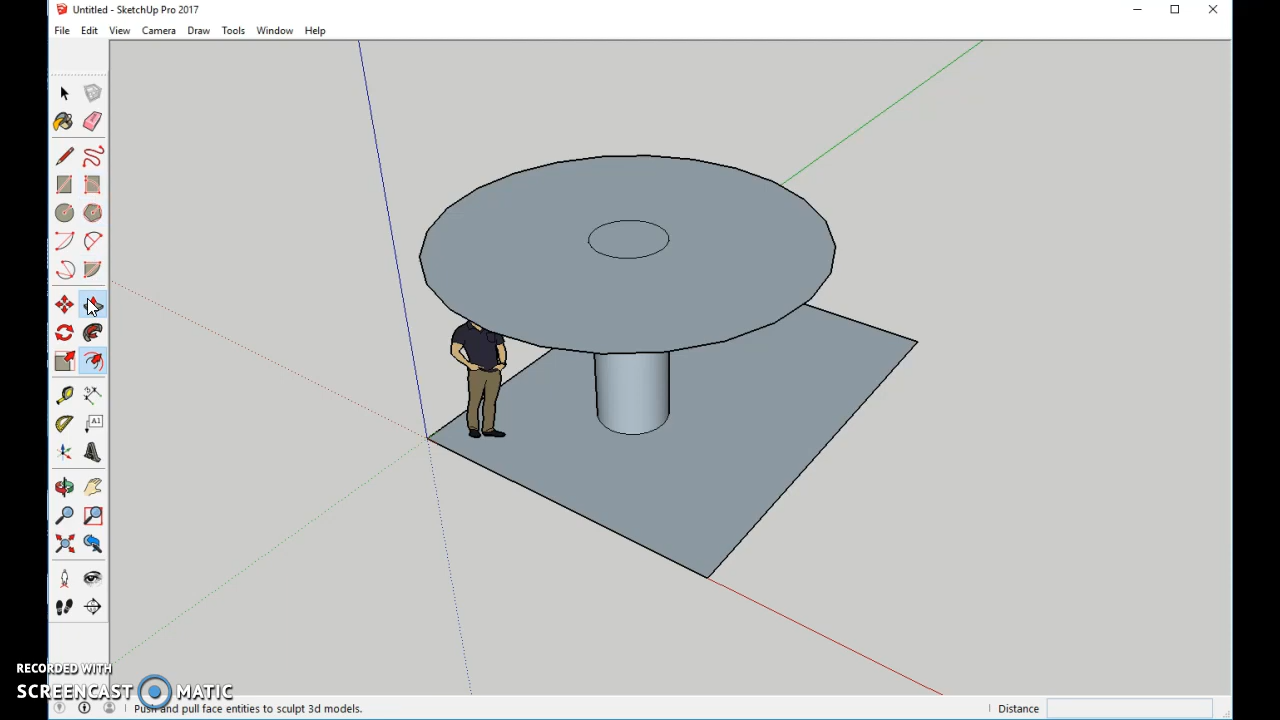 Untitled - SketchUp Pro 2017
File Edit View Camera Draw Tools Window Help
A1
RECORDED WITH
SCREENCAST MATIC
Push and pull face entities to sculpt 3d models.
Distance